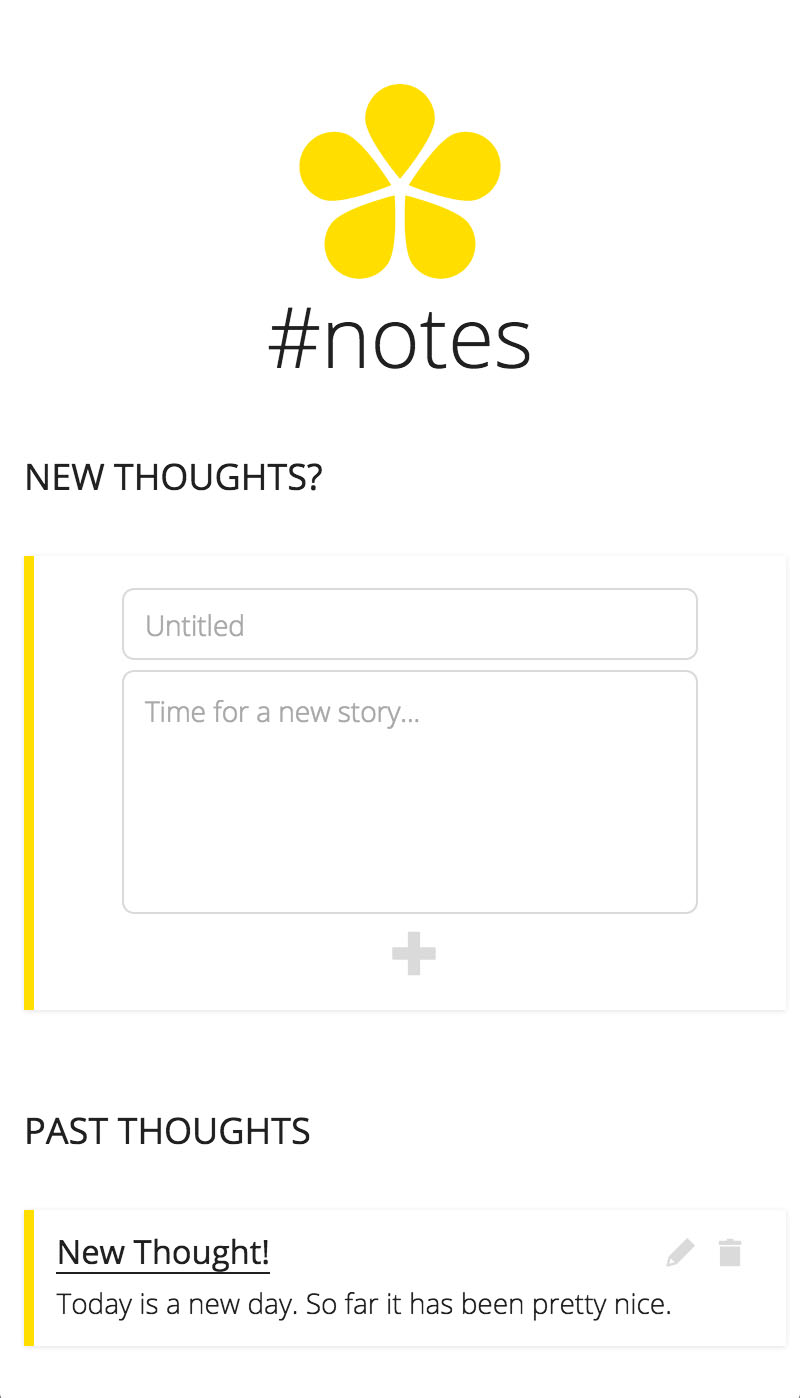 #notes
NEW THOUGHTS?
Untitled
Time for a new story...
PAST THOUGHTS
New Thought!
Today is a new day. So far it has been pretty nice.